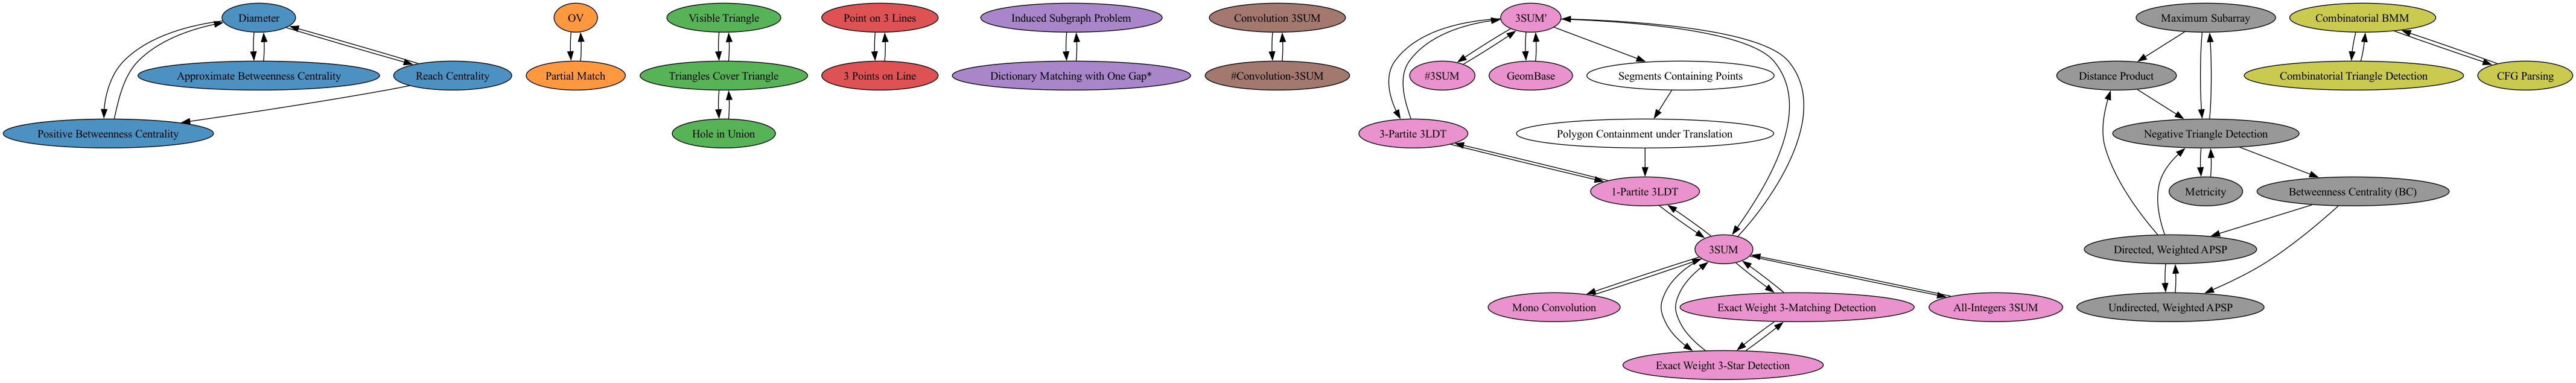 Diameter
OV
Visible Triangle
Point on 3 Lines
Induced Subgraph Problem
Convolution 3SUM
3SUM'
Maximum Subarray
Combinatorial BMM
Approximate Betweenness Centrality
Reach Centrality
Partial Match
Triangles Cover Triangle
3 Points on Line
Dictionary Matching with One Gap*
#Convolution-3SUM
#3SUM
GeomBase
Segments Containing Points
Distance Product
Combinatorial Triangle Detection
CFG Parsing
Positive Betweenness Centrality
Hole in Union
3-Partite 3LDT
Polygon Containment under Translation
Negative Triangle Detection
1-Partite 3LDT
Metricity
Betweenness Centrality (BC)
3SUM
Directed, Weighted APSP
Mono Convolution
Exact Weight 3-Matching Detection
All-Integers 3SUM
Undirected, Weighted APSP
Exact Weight 3-Star Detection